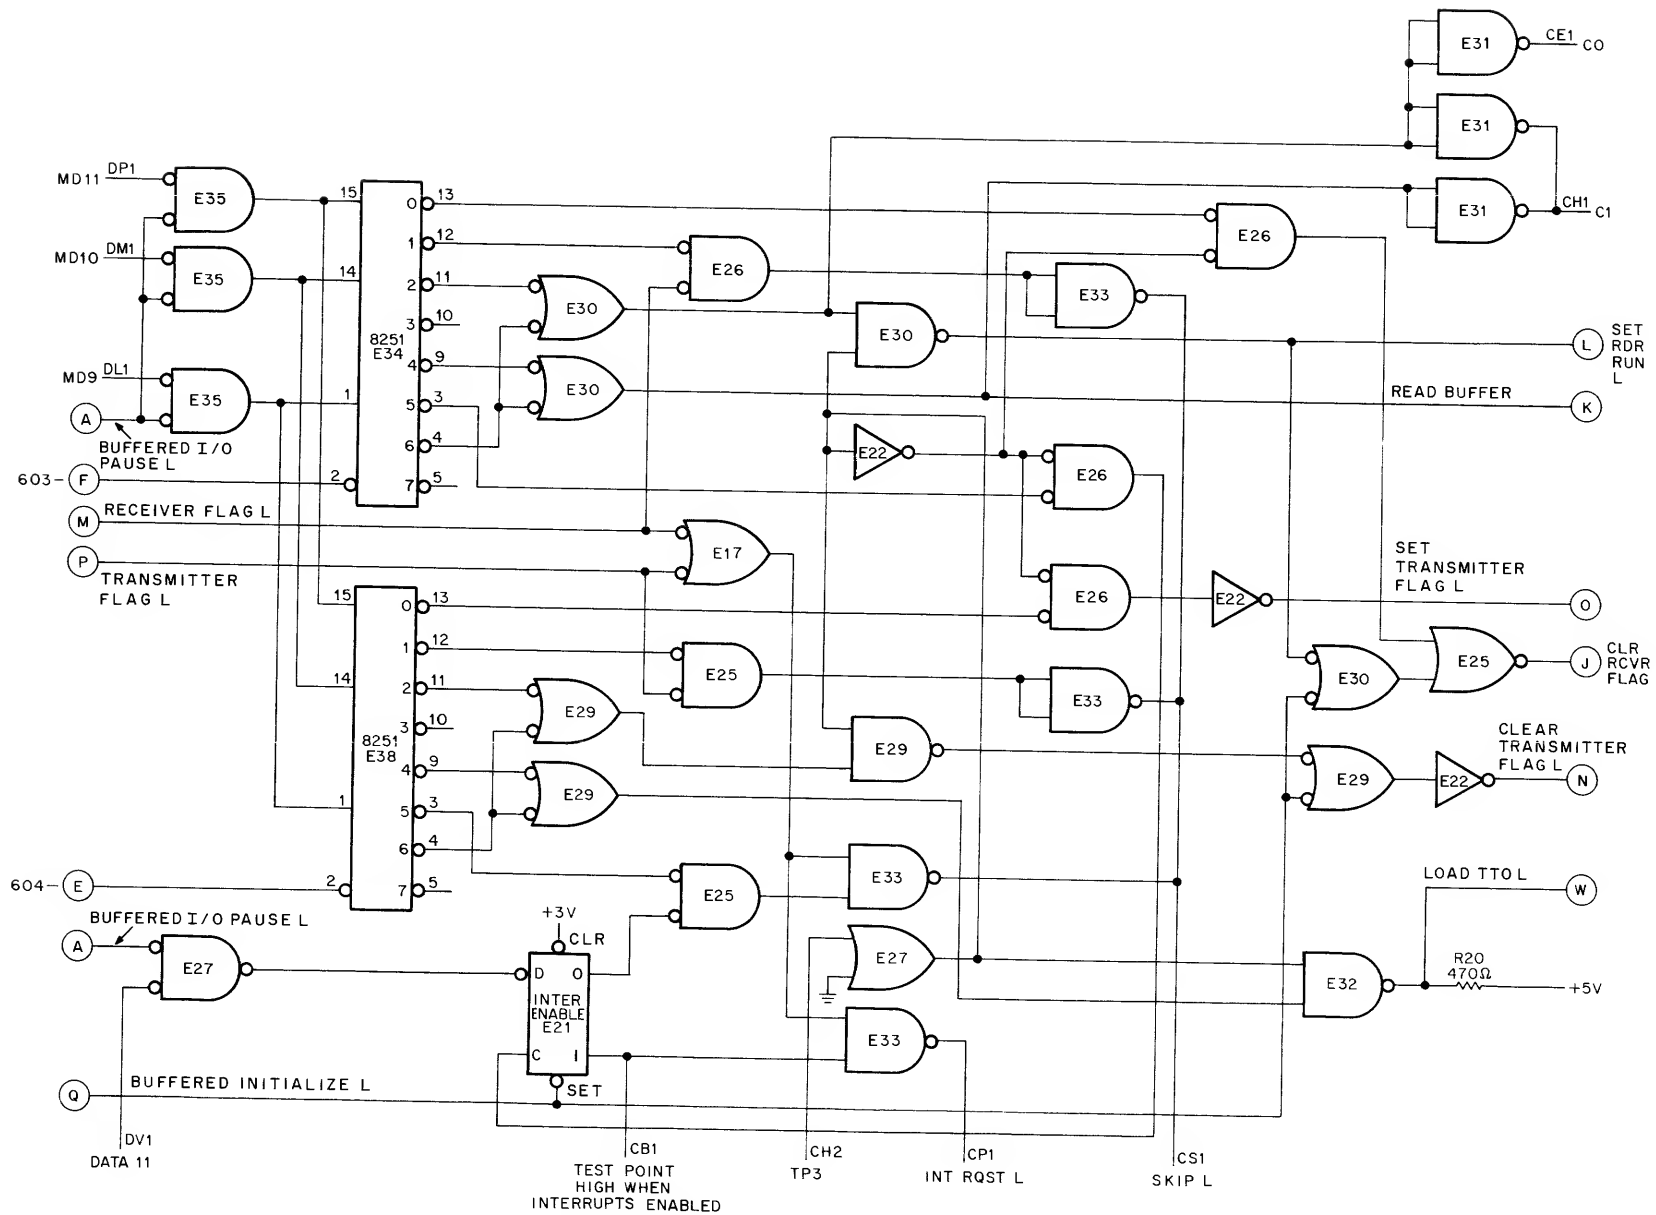 E31
CE1
C0
E31
E31
CH1
C1
MD11
DP1
E35
MD10
DM1
E35
MD9
DL1
E35
A
BUFFERED I/O
PAUSE L
603-
F
M
RECEIVER FLAG L
P
TRANSMITTER
FLAG L
15
14
1
2
8251
E34
0
1
2
3
4
5
6
7
13
12
11
10
9
3
4
5
E26
E30
E30
E33
E30
E26
L
SET
RDR
RUN
L
READ BUFFER
K
E22
E26
E17
E26
E22
SET
TRANSMITTER
FLAG L
O
15
14
1
2
8251
E38
0
1
2
3
4
5
6
7
13
12
11
10
9
3
4
5
E25
E29
E29
E33
E29
E30
E25
J
CLR
RCVR
FLAG
CLEAR
TRANSMITTER
FLAG L
E29
E22
N
604-
E
BUFFERED I/O PAUSE L
A
E27
E25
E33
LOAD TTO L
W
+3V
CLR
D
0
INTER
ENABLE
E21
C
1
SET
E27
E32
R20
470Ω
+5V
E33
Q
BUFFERED INITIALIZE L
DV1
DATA 11
CB1
TEST POINT
HIGH WHEN
INTERRUPTS ENABLED
CH2
TP3
CP1
INT RQST L
CS1
SKIP L